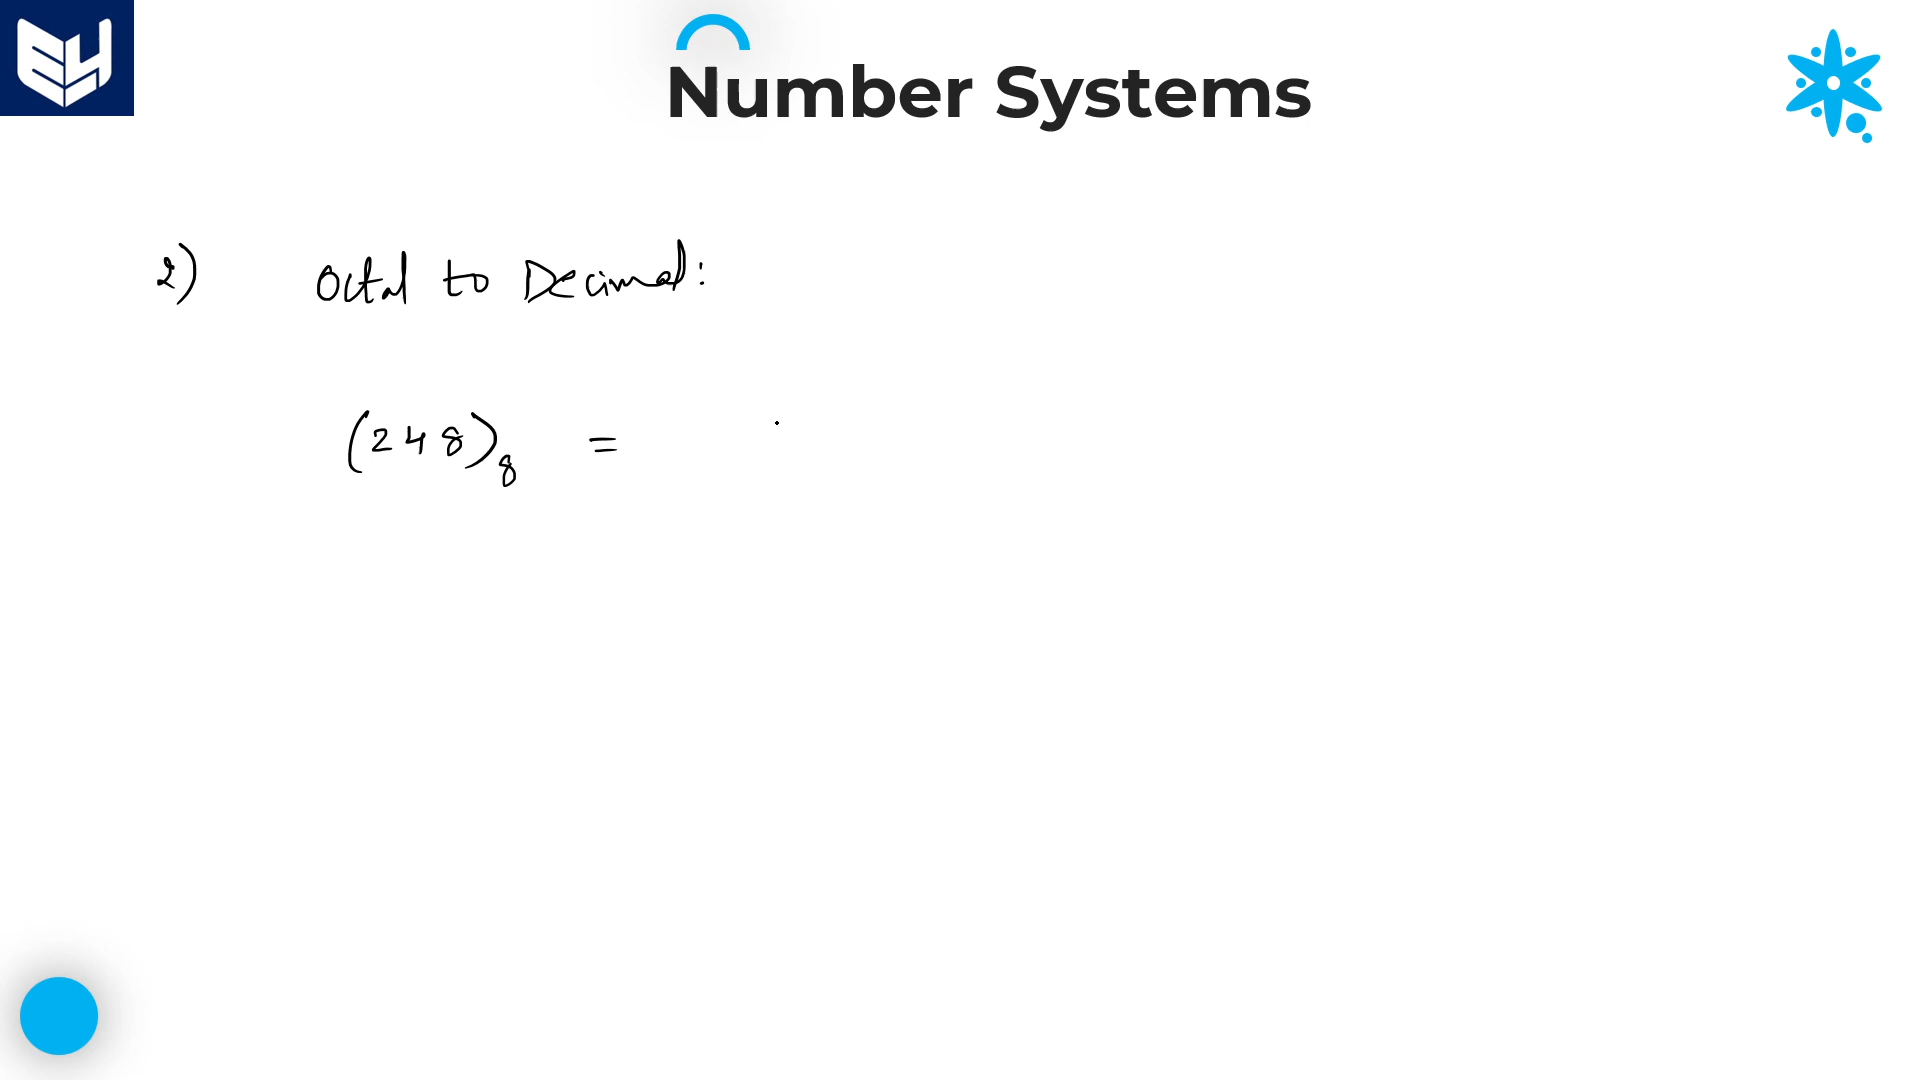 Number Systems
2) Octal to Decimal:
(248)₈ =